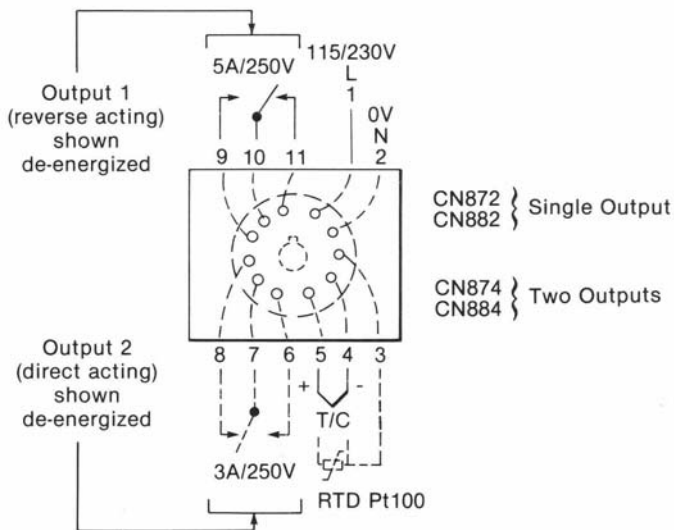 5A/250V
115/230V
L
1
0V
N
2
Output 1
(reverse acting)
shown
de-energized
9 10 11
CN872
CN882
Single Output
CN874
CN884
Two Outputs
Output 2
(direct acting)
shown
de-energized
8 7 6 5 4 3
+ -
T/C
3A/250V
RTD Pt100